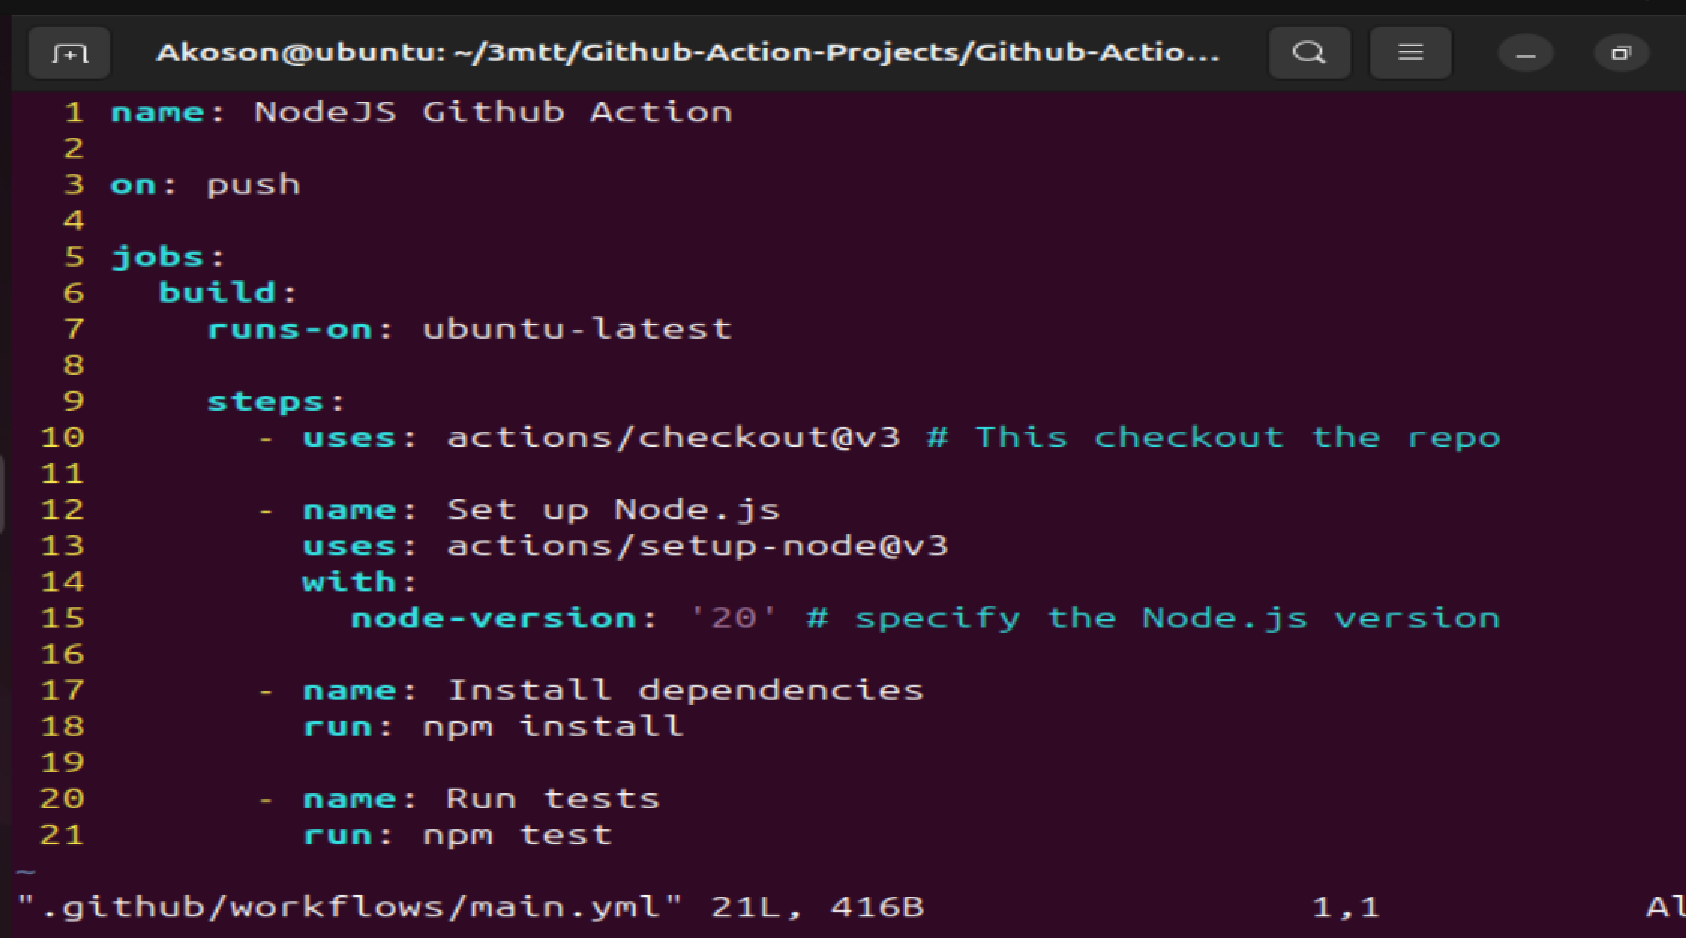 Akoson@ubuntu: ~/3mtt/Github-Action-Projects/Github-Actio...
1 name: NodeJS Github Action
2
3 on: push
4
5 jobs:
6   build:
7     runs-on: ubuntu-latest
8
9     steps:
10       - uses: actions/checkout@v3 # This checkout the repo
11
12       - name: Set up Node.js
13         uses: actions/setup-node@v3
14         with:
15           node-version: '20' # specify the Node.js version
16
17       - name: Install dependencies
18         run: npm install
19
20       - name: Run tests
21         run: npm test
~
".github/workflows/main.yml" 21L, 416B 1,1 Al